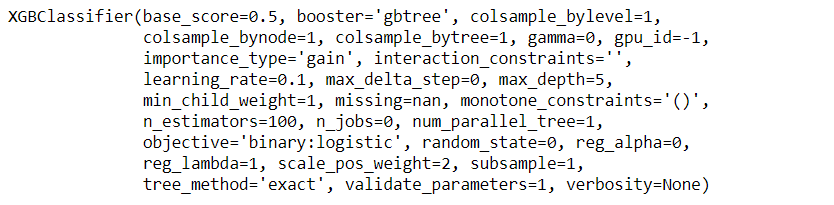 XGBClassifier(base_score=0.5, booster='gbtree', colsample_bylevel=1,
colsample_bynode=1, colsample_bytree=1, gamma=0, gpu_id=-1,
importance_type='gain', interaction_constraints='',
learning_rate=0.1, max_delta_step=0, max_depth=5,
min_child_weight=1, missing=nan, monotone_constraints='()',
n_estimators=100, n_jobs=0, num_parallel_tree=1,
objective='binary:logistic', random_state=0, reg_alpha=0,
reg_lambda=1, scale_pos_weight=2, subsample=1,
tree_method='exact', validate_parameters=1, verbosity=None)